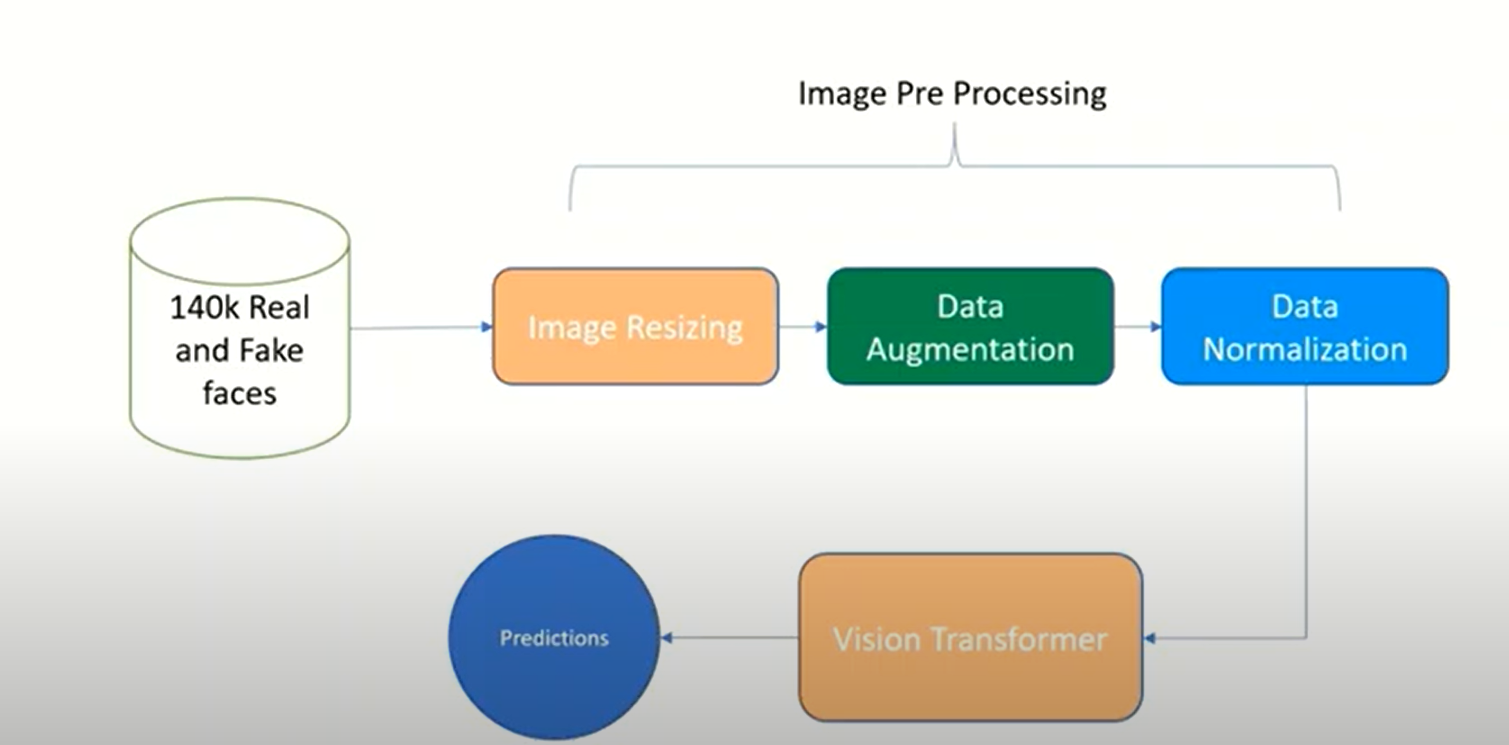 Image Pre Processing
140k Real
and Fake
faces
Image Resizing
Data
Augmentation
Data
Normalization
Vision Transformer
Predictions